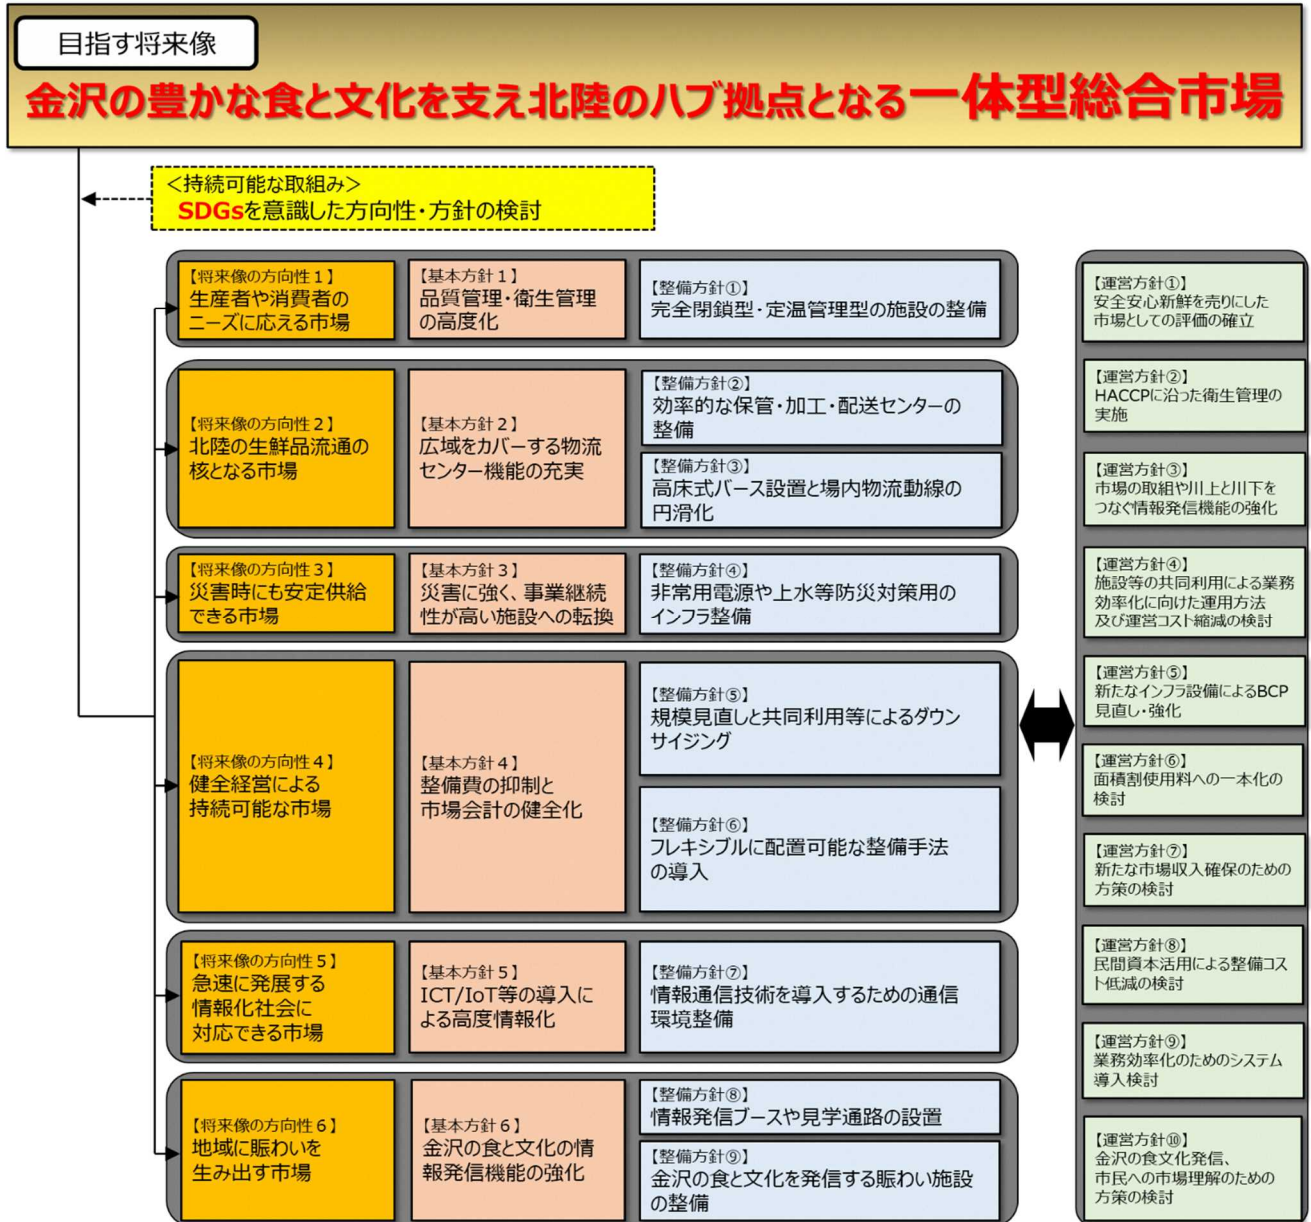 目指す将来像
金沢の豊かな食と文化を支え北陸のハブ拠点となる一体型総合市場
＜持続可能な取組み＞
SDGsを意識した方向性・方針の検討
【将来像の方向性１】
生産者や消費者の
ニーズに応える市場
【基本方針１】
品質管理・衛生管理
の高度化
【整備方針①】
完全閉鎖型・定温管理型の施設の整備
【将来像の方向性２】
北陸の生鮮品流通の
核となる市場
【基本方針２】
広域をカバーする物流
センター機能の充実
【整備方針②】
効率的な保管・加工・配送センターの
整備
【整備方針③】
高床式バース設置と場内物流動線の
円滑化
【将来像の方向性３】
災害時にも安定供給
できる市場
【基本方針３】
災害に強く、事業継続
性が高い施設への転換
【整備方針④】
非常用電源や上水等防災対策用の
インフラ整備
【将来像の方向性４】
健全経営による
持続可能な市場
【基本方針４】
整備費の抑制と
市場会計の健全化
【整備方針⑤】
規模見直しと共同利用等によるダウン
サイジング
【整備方針⑥】
フレキシブルに配置可能な整備手法
の導入
【将来像の方向性５】
急速に発展する
情報化社会に
対応できる市場
【基本方針５】
ICT/IoT等の導入に
よる高度情報化
【整備方針⑦】
情報通信技術を導入するための通信
環境整備
【将来像の方向性６】
地域に賑わいを
生み出す市場
【基本方針６】
金沢の食と文化の情
報発信機能の強化
【整備方針⑧】
情報発信ブースや見学通路の設置
【整備方針⑨】
金沢の食と文化を発信する賑わい施設
の整備
【運営方針①】
安全安心新鮮を売りにした
市場としての評価の確立
【運営方針②】
HACCPに沿った衛生管理の
実施
【運営方針③】
市場の取組や川上と川下を
つなぐ情報発信機能の強化
【運営方針④】
施設等の共同利用による業務
効率化に向けた運用方法
及び運営コスト縮減の検討
【運営方針⑤】
新たなインフラ設備によるBCP
見直し・強化
【運営方針⑥】
面積割使用料への一本化の
検討
【運営方針⑦】
新たな市場収入確保のための
方策の検討
【運営方針⑧】
民間資本活用による整備コス
ト低減の検討
【運営方針⑨】
業務効率化のためのシステム
導入検討
【運営方針⑩】
金沢の食文化発信、
市民への市場理解のための
方策の検討